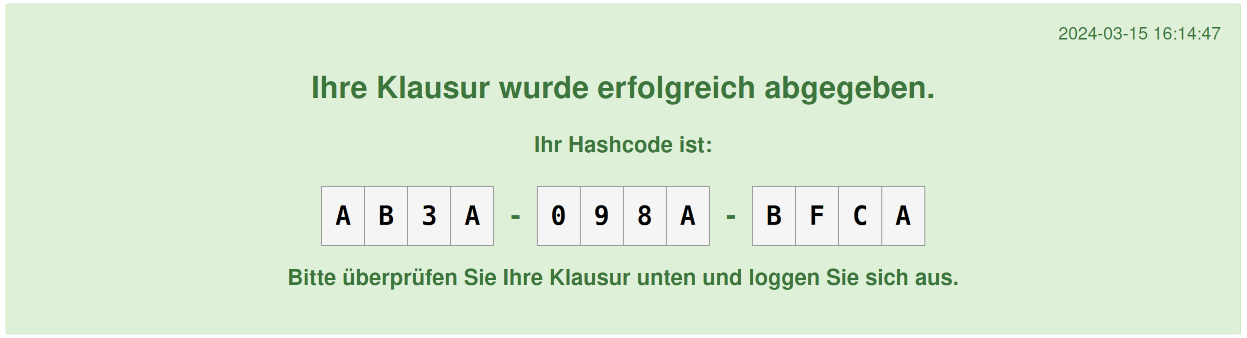 2024-03-15 16:14:47
Ihre Klausur wurde erfolgreich abgegeben.
Ihr Hashcode ist:
A B 3 A - 0 9 8 A - B F C A
Bitte überprüfen Sie Ihre Klausur unten und loggen Sie sich aus.